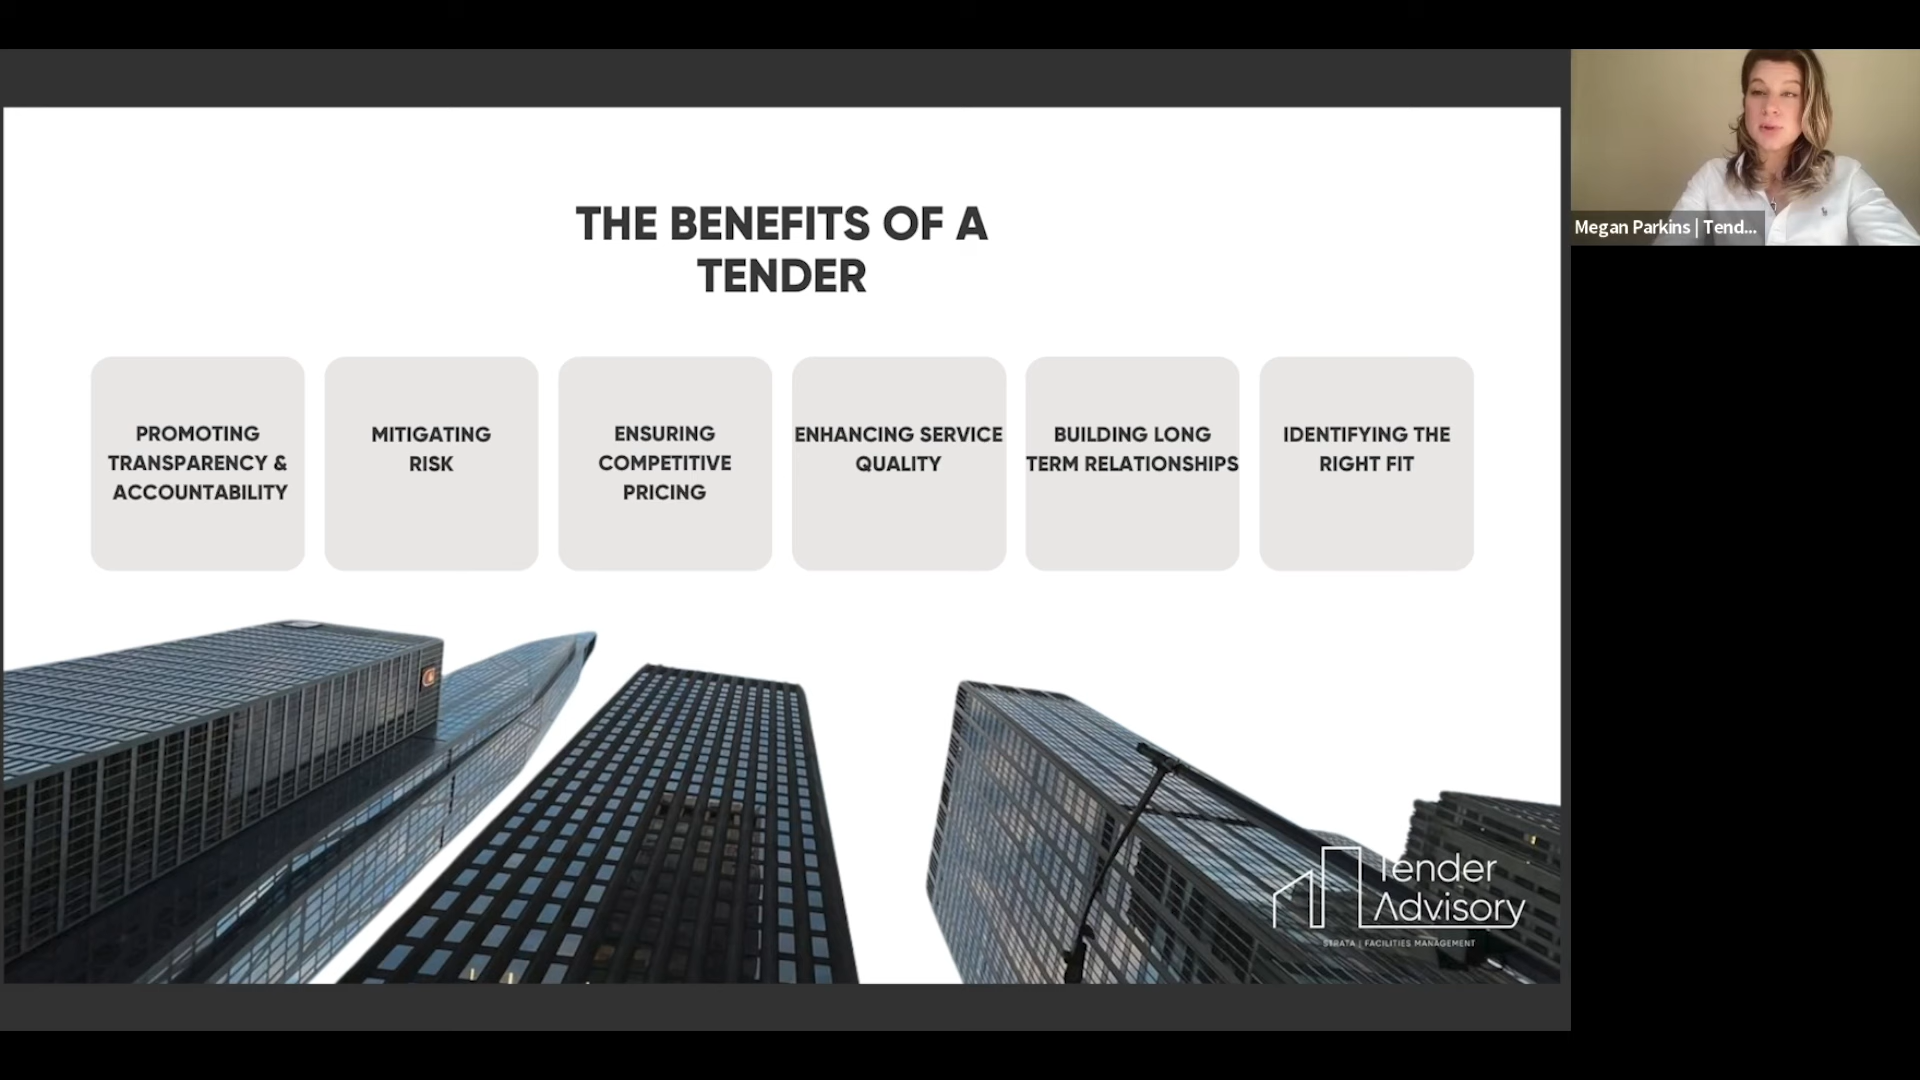 THE BENEFITS OF A
TENDER
PROMOTING
TRANSPARENCY &
ACCOUNTABILITY
MITIGATING
RISK
ENSURING
COMPETITIVE
PRICING
ENHANCING SERVICE
QUALITY
BUILDING LONG
TERM RELATIONSHIPS
IDENTIFYING THE
RIGHT FIT
Megan Parkins | Tend...
Tender
Advisory
STRATA | FACILITIES MANAGEMENT